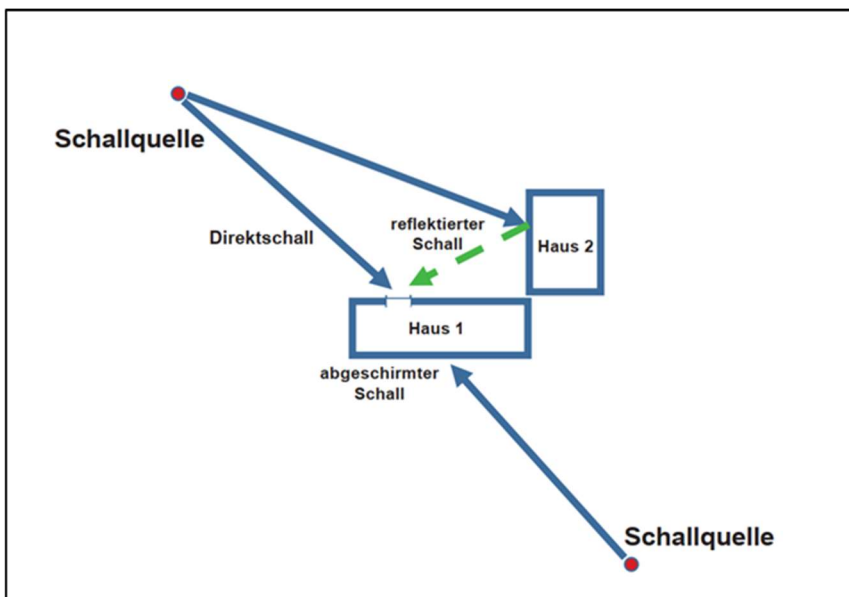 Schallquelle
Direktschall
reflektierter
Schall
Haus 2
Haus 1
abgeschirmter
Schall
Schallquelle